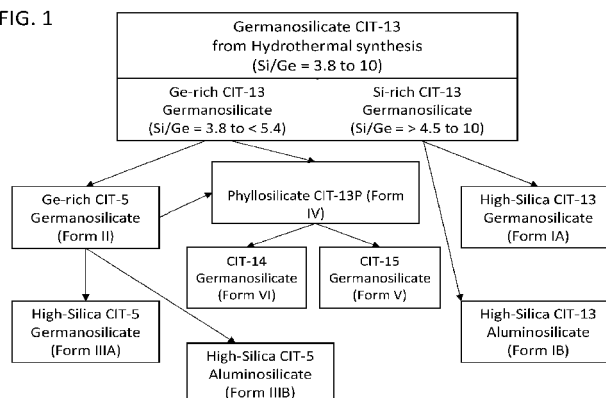 FIG. 1
Germanosilicate CIT-13
from Hydrothermal synthesis
(Si/Ge = 3.8 to 10)
Ge-rich CIT-13
Germanosilicate
(Si/Ge = 3.8 to < 5.4)
Si-rich CIT-13
Germanosilicate
(Si/Ge = > 4.5 to 10)
Ge-rich CIT-5
Germanosilicate
(Form II)
Phyllosilicate CIT-13P (Form
IV)
High-Silica CIT-13
Germanosilicate
(Form IA)
CIT-14
Germanosilicate
(Form VI)
CIT-15
Germanosilicate
(Form V)
High-Silica CIT-5
Germanosilicate
(Form IIIA)
High-Silica CIT-5
Aluminosilicate
(Form IIIB)
High-Silica CIT-13
Aluminosilicate
(Form IB)